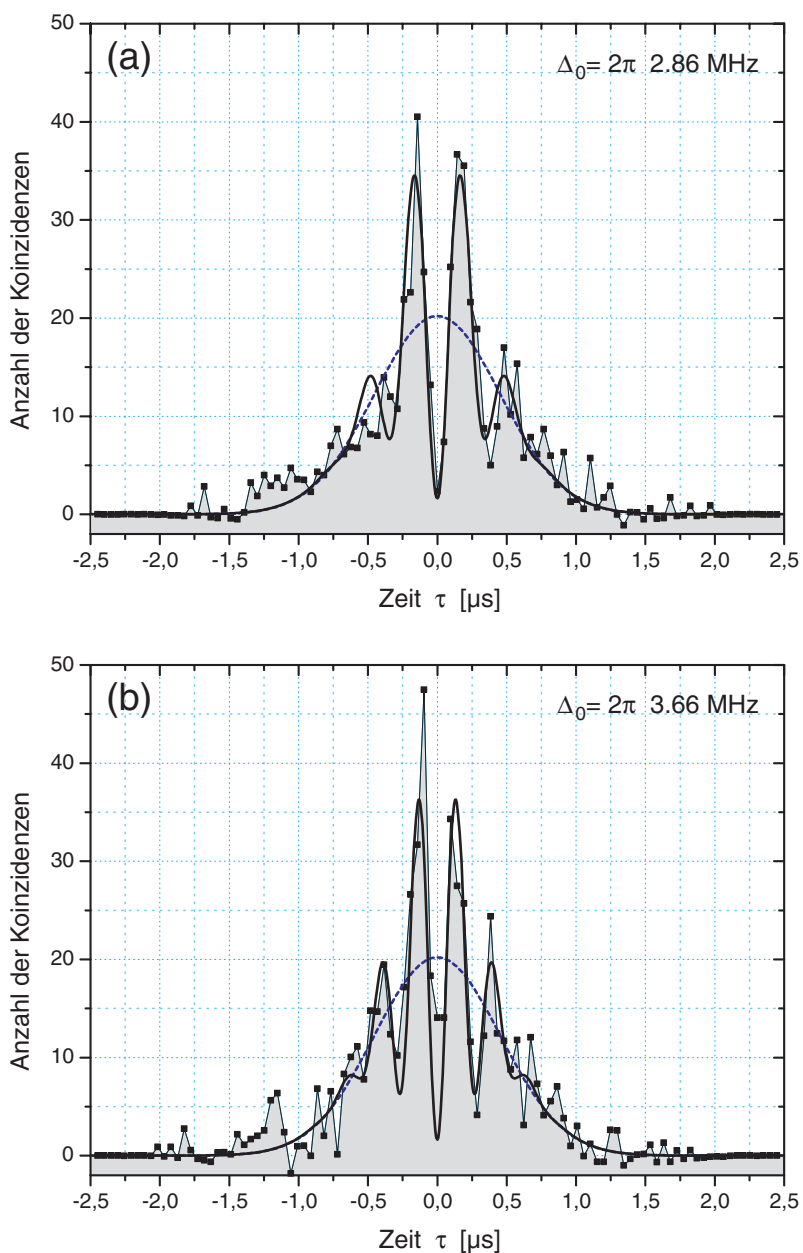 (a)
Δ₀= 2π 2.86 MHz
Anzahl der Koinzidenzen
50
40
30
20
10
0
-2,5 -2,0 -1,5 -1,0 -0,5 0,0 0,5 1,0 1,5 2,0 2,5
Zeit τ [µs]
(b)
Δ₀= 2π 3.66 MHz
Anzahl der Koinzidenzen
50
40
30
20
10
0
-2,5 -2,0 -1,5 -1,0 -0,5 0,0 0,5 1,0 1,5 2,0 2,5
Zeit τ [µs]